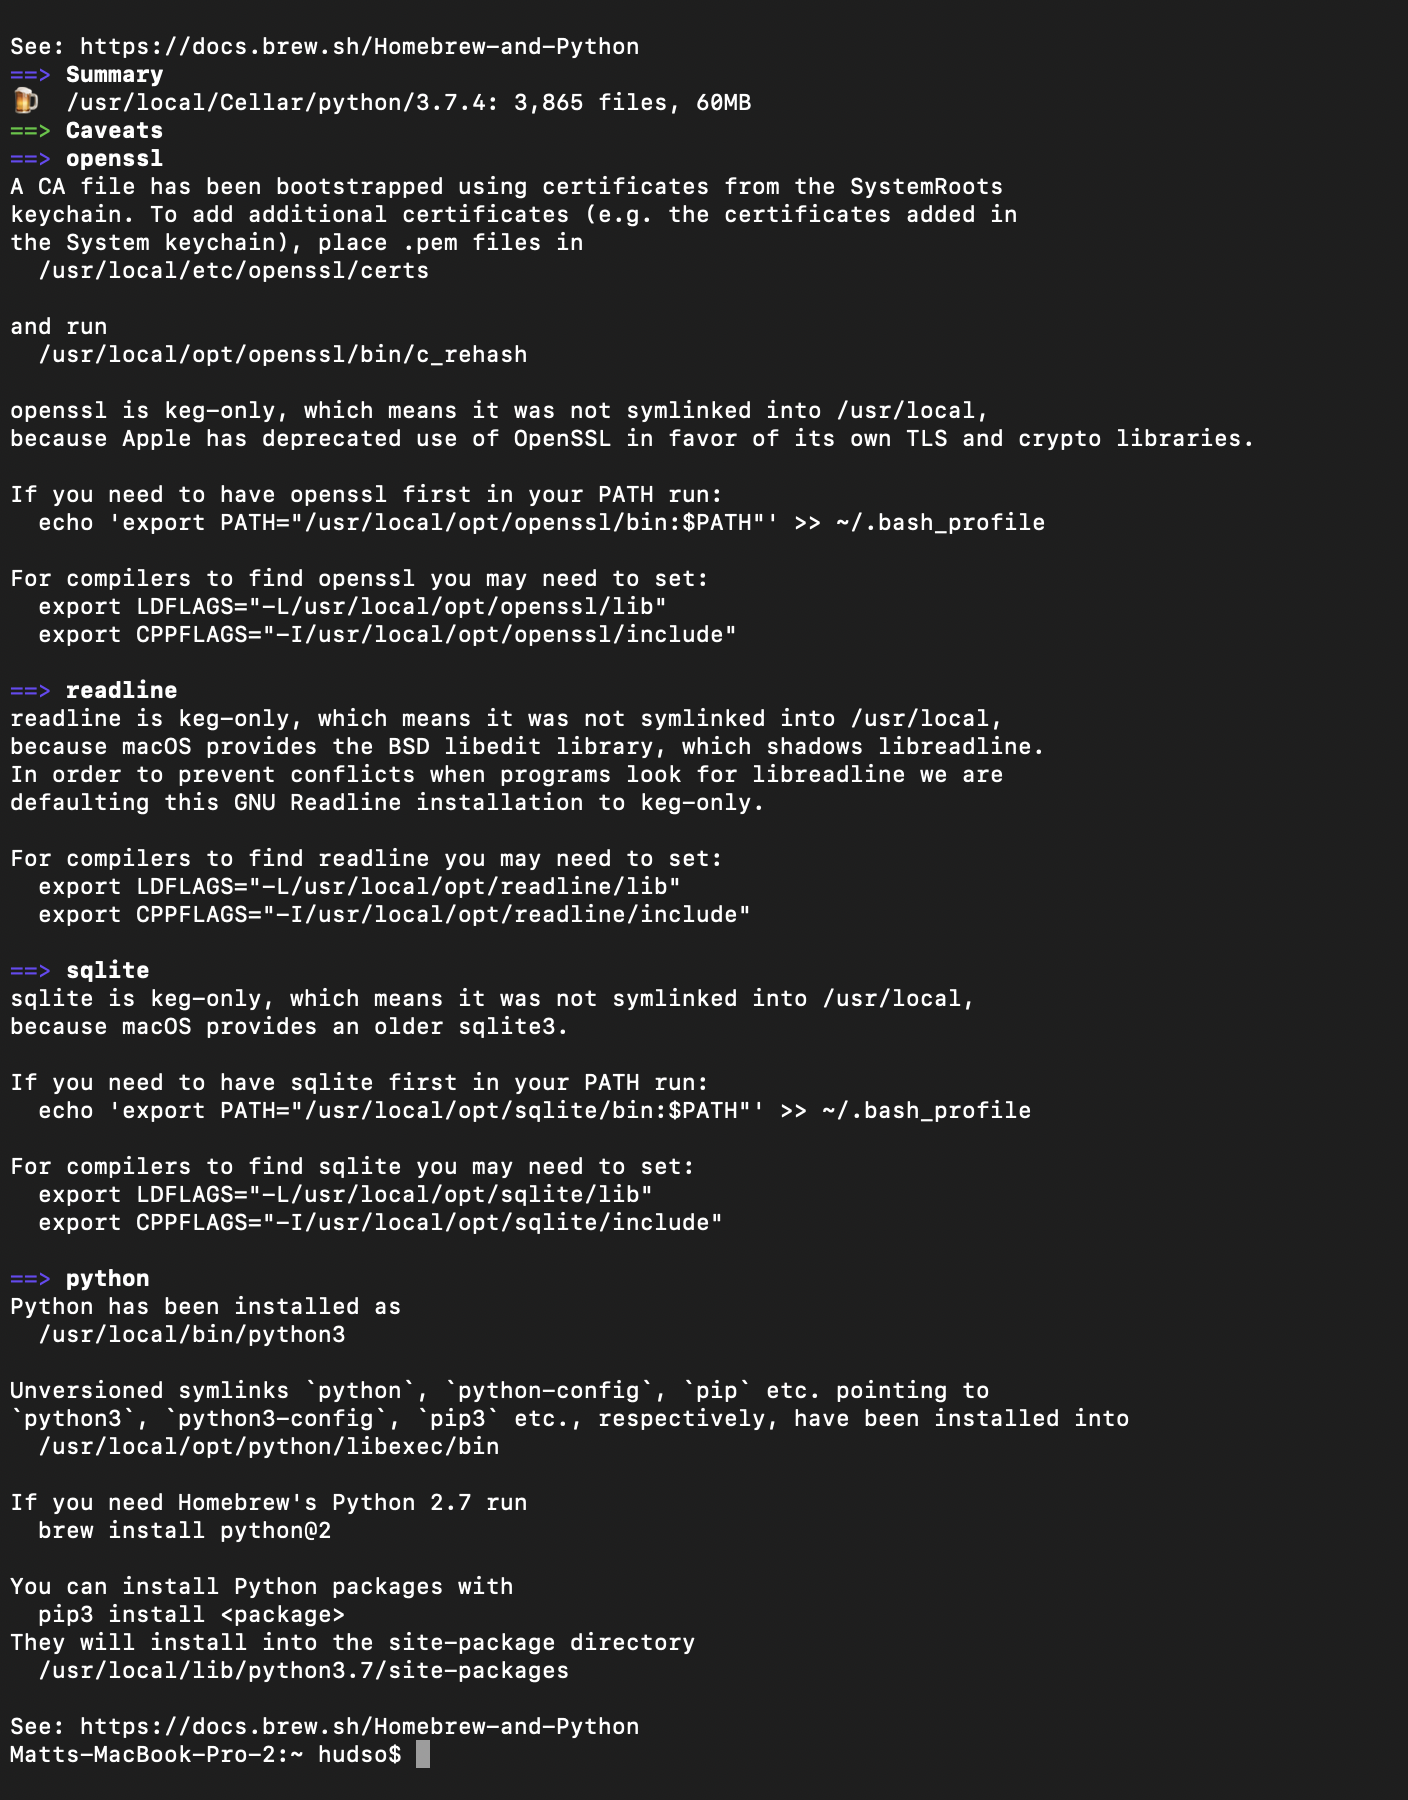 See: https://docs.brew.sh/Homebrew-and-Python
==> Summary
🍺  /usr/local/Cellar/python/3.7.4: 3,865 files, 60MB
==> Caveats
==> openssl
A CA file has been bootstrapped using certificates from the SystemRoots
keychain. To add additional certificates (e.g. the certificates added in
the System keychain), place .pem files in
  /usr/local/etc/openssl/certs

and run
  /usr/local/opt/openssl/bin/c_rehash

openssl is keg-only, which means it was not symlinked into /usr/local,
because Apple has deprecated use of OpenSSL in favor of its own TLS and crypto libraries.

If you need to have openssl first in your PATH run:
  echo 'export PATH="/usr/local/opt/openssl/bin:$PATH"' >> ~/.bash_profile

For compilers to find openssl you may need to set:
  export LDFLAGS="-L/usr/local/opt/openssl/lib"
  export CPPFLAGS="-I/usr/local/opt/openssl/include"

==> readline
readline is keg-only, which means it was not symlinked into /usr/local,
because macOS provides the BSD libedit library, which shadows libreadline.
In order to prevent conflicts when programs look for libreadline we are
defaulting this GNU Readline installation to keg-only.

For compilers to find readline you may need to set:
  export LDFLAGS="-L/usr/local/opt/readline/lib"
  export CPPFLAGS="-I/usr/local/opt/readline/include"

==> sqlite
sqlite is keg-only, which means it was not symlinked into /usr/local,
because macOS provides an older sqlite3.

If you need to have sqlite first in your PATH run:
  echo 'export PATH="/usr/local/opt/sqlite/bin:$PATH"' >> ~/.bash_profile

For compilers to find sqlite you may need to set:
  export LDFLAGS="-L/usr/local/opt/sqlite/lib"
  export CPPFLAGS="-I/usr/local/opt/sqlite/include"

==> python
Python has been installed as
  /usr/local/bin/python3

Unversioned symlinks `python`, `python-config`, `pip` etc. pointing to
`python3`, `python3-config`, `pip3` etc., respectively, have been installed into
  /usr/local/opt/python/libexec/bin

If you need Homebrew's Python 2.7 run
  brew install python@2

You can install Python packages with
  pip3 install <package>
They will install into the site-package directory
  /usr/local/lib/python3.7/site-packages

See: https://docs.brew.sh/Homebrew-and-Python
Matts-MacBook-Pro-2:~ hudso$